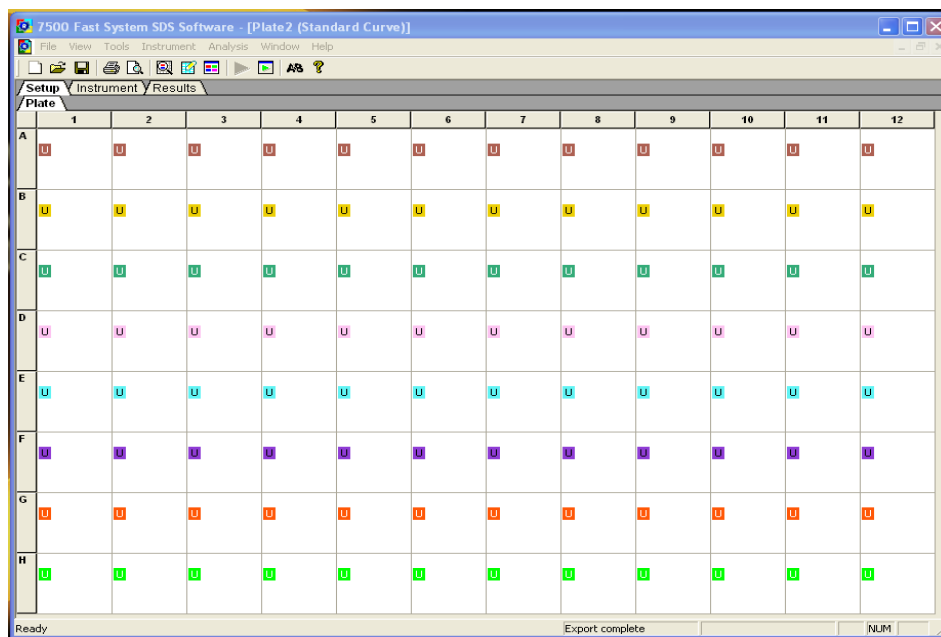 7500 Fast System SDS Software - [Plate2 (Standard Curve)]
File View Tools Instrument Analysis Window Help
AB ?
Setup Instrument Results
Plate
1 2 3 4 5 6 7 8 9 10 11 12
A
U U U U U U U U U U U U
B
U U U U U U U U U U U U
C
U U U U U U U U U U U U
D
U U U U U U U U U U U U
E
U U U U U U U U U U U U
F
U U U U U U U U U U U U
G
U U U U U U U U U U U U
H
U U U U U U U U U U U U
Ready Export complete NUM